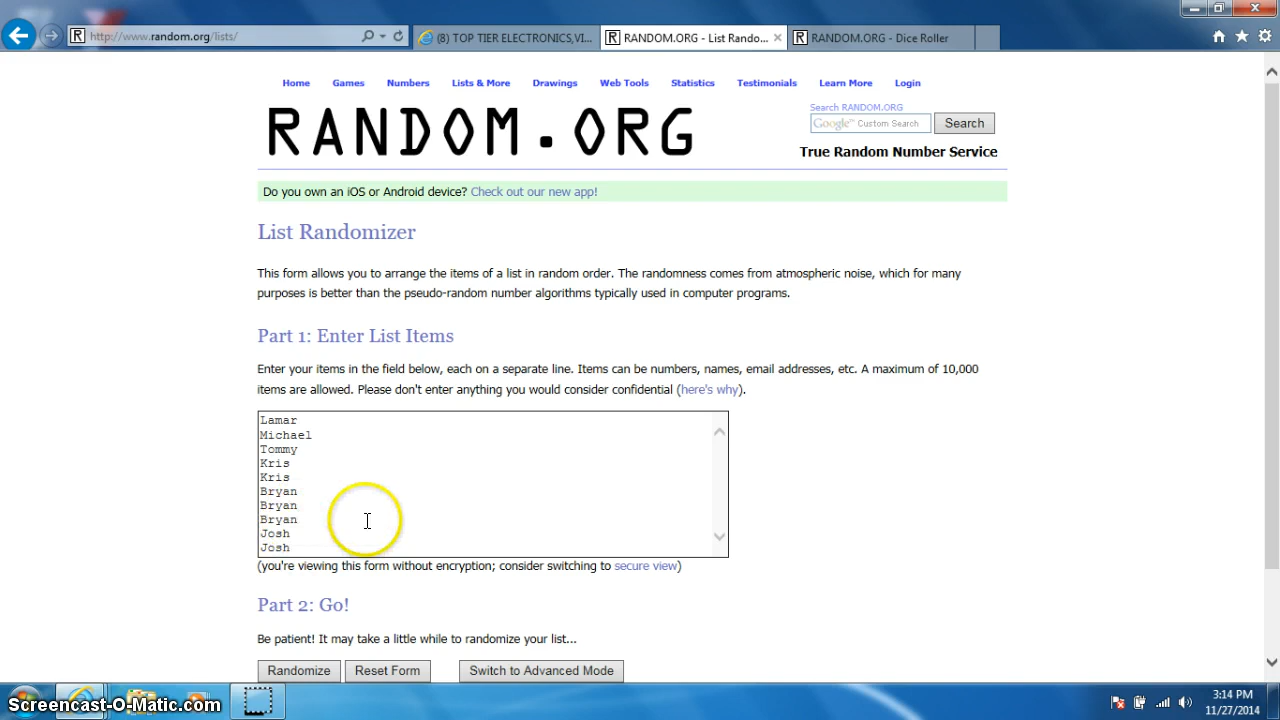 http://www.random.org/lists/
(8) TOP TIER ELECTRONICS,VI...
RANDOM.ORG - List Rando...
RANDOM.ORG - Dice Roller
Home Games Numbers Lists & More Drawings Web Tools Statistics Testimonials Learn More Login
RANDOM.ORG
Search RANDOM.ORG
Google™ Custom Search
Search
True Random Number Service
Do you own an iOS or Android device? Check out our new app!
List Randomizer
This form allows you to arrange the items of a list in random order. The randomness comes from atmospheric noise, which for many
purposes is better than the pseudo-random number algorithms typically used in computer programs.
Part 1: Enter List Items
Enter your items in the field below, each on a separate line. Items can be numbers, names, email addresses, etc. A maximum of 10,000
items are allowed. Please don't enter anything you would consider confidential (here's why).
Lamar
Michael
Tommy
Kris
Kris
Bryan
Bryan
Bryan
Josh
Josh
(you're viewing this form without encryption; consider switching to secure view)
Part 2: Go!
Be patient! It may take a little while to randomize your list...
Randomize Reset Form Switch to Advanced Mode
Screencast-O-Matic.com
3:14 PM
11/27/2014